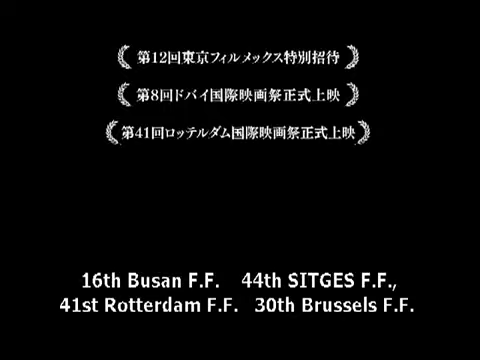 第12回東京フィルメックス特別招待
第8回ドバイ国際映画祭正式上映
第41回ロッテルダム国際映画祭正式上映
16th Busan F.F. 44th SITGES F.F.,
41st Rotterdam F.F. 30th Brussels F.F.